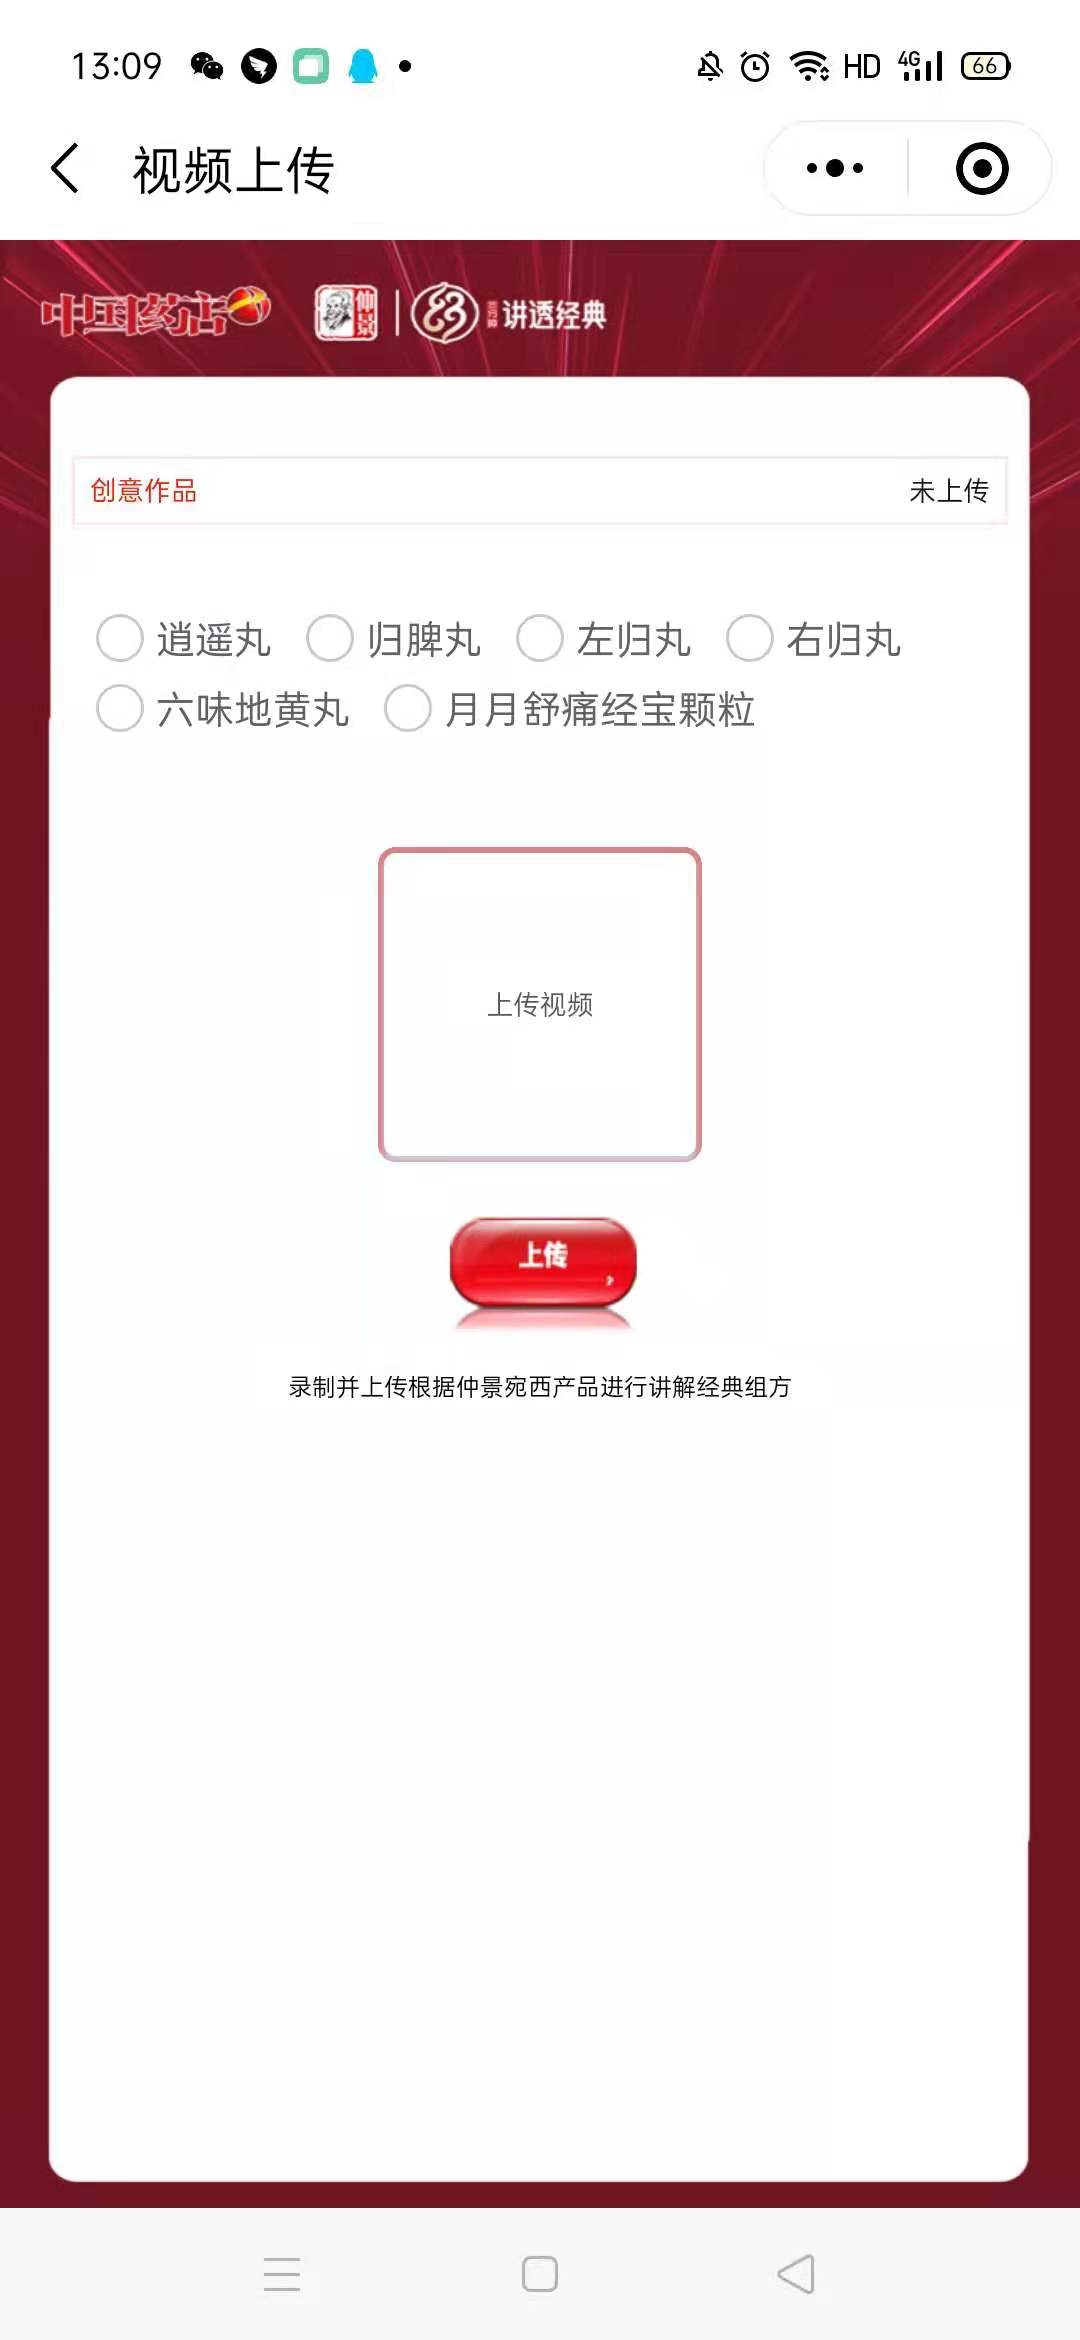 13:09 HD 4G 66
视频上传
中国药店 仲景 讲透经典
创意作品 未上传
逍遥丸 归脾丸 左归丸 右归丸
六味地黄丸 月月舒痛经宝颗粒
上传视频
上传
录制并上传根据仲景宛西产品进行讲解经典组方